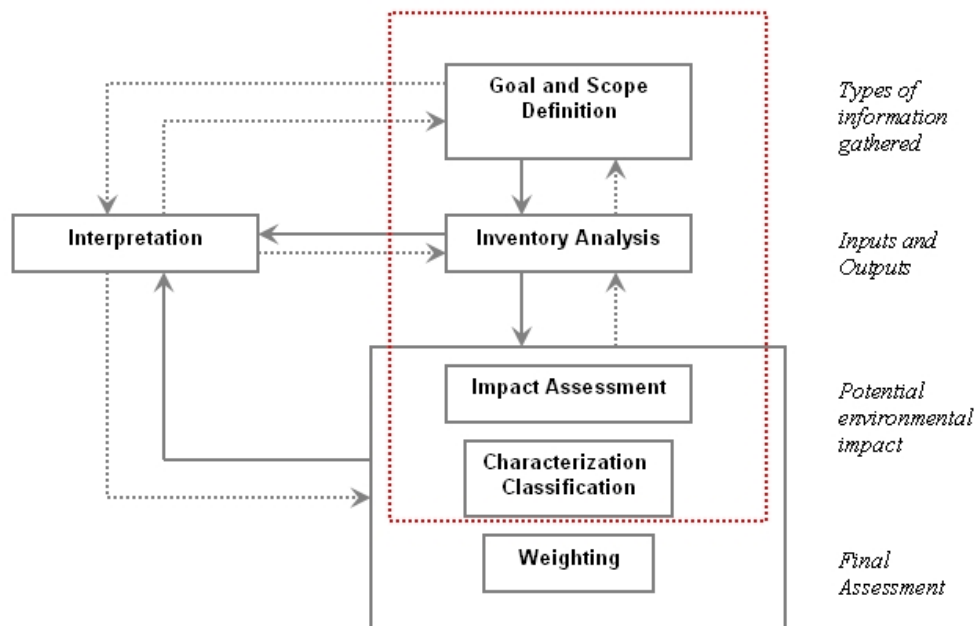 Goal and Scope
Definition
Types of
information
gathered
Interpretation
Inventory Analysis
Inputs and
Outputs
Impact Assessment
Potential
environmental
impact
Characterization
Classification
Weighting
Final
Assessment